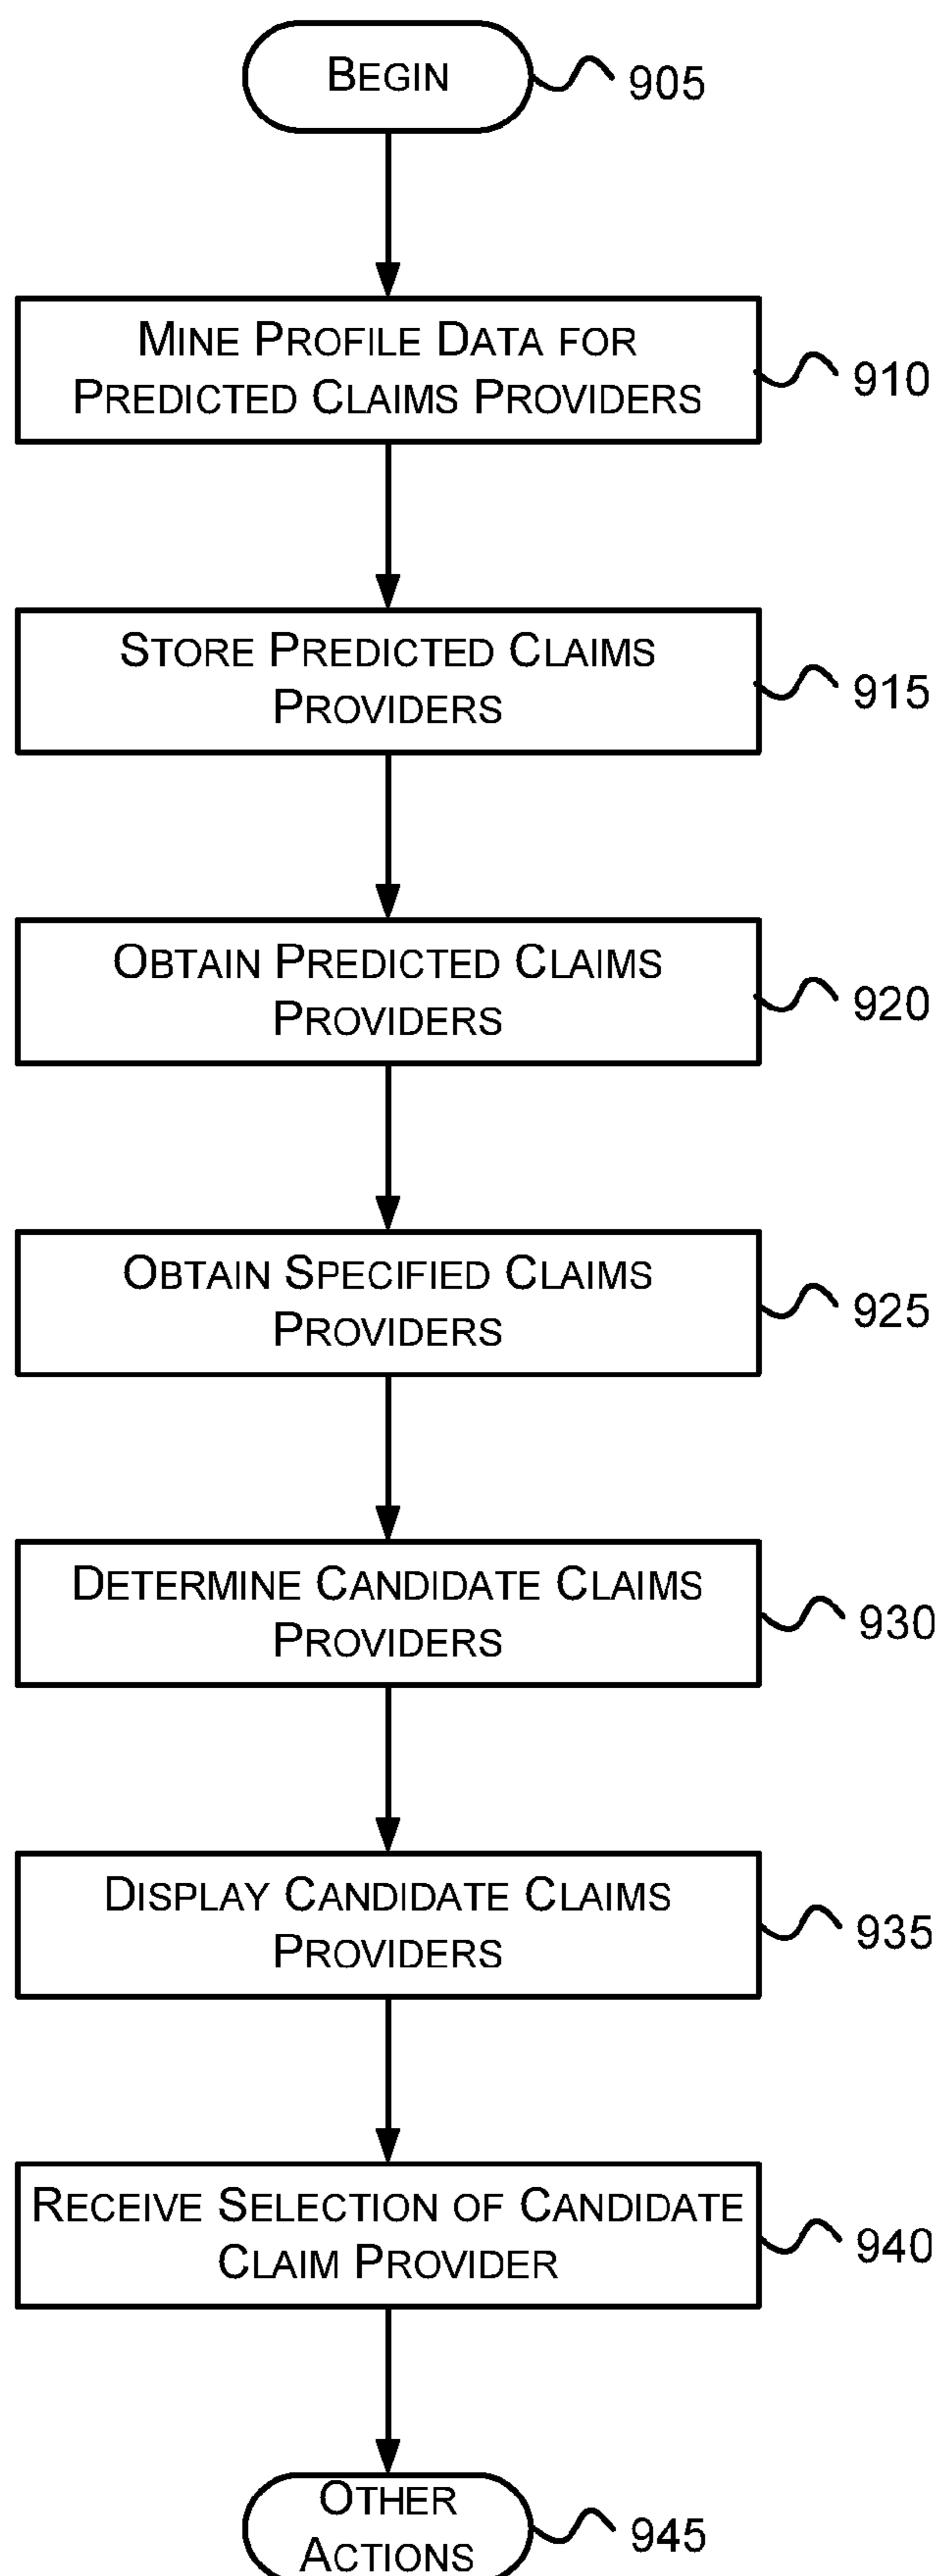 BEGIN
905
MINE PROFILE DATA FOR
PREDICTED CLAIMS PROVIDERS
910
STORE PREDICTED CLAIMS
PROVIDERS
915
OBTAIN PREDICTED CLAIMS
PROVIDERS
920
OBTAIN SPECIFIED CLAIMS
PROVIDERS
925
DETERMINE CANDIDATE CLAIMS
PROVIDERS
930
DISPLAY CANDIDATE CLAIMS
PROVIDERS
935
RECEIVE SELECTION OF CANDIDATE
CLAIM PROVIDER
940
OTHER
ACTIONS
945